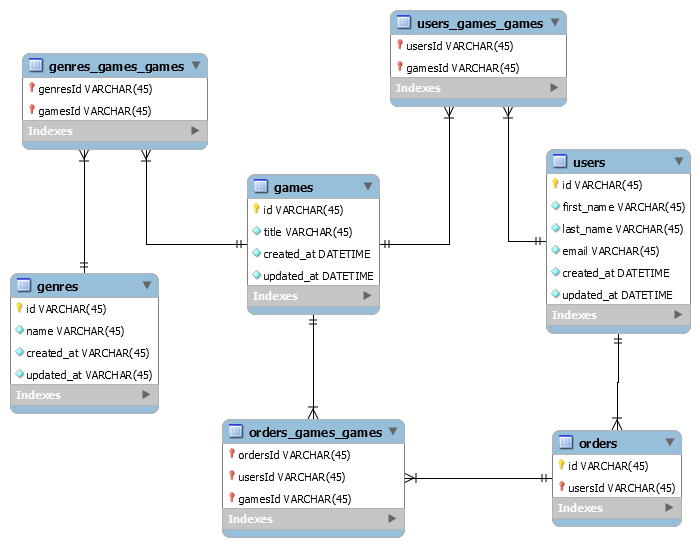 users_games_games
usersId VARCHAR(45)
gamesId VARCHAR(45)
Indexes
genres_games_games
genresId VARCHAR(45)
gamesId VARCHAR(45)
Indexes
users
id VARCHAR(45)
first_name VARCHAR(45)
last_name VARCHAR(45)
email VARCHAR(45)
created_at DATETIME
updated_at DATETIME
Indexes
games
id VARCHAR(45)
title VARCHAR(45)
created_at DATETIME
updated_at DATETIME
Indexes
genres
id VARCHAR(45)
name VARCHAR(45)
created_at VARCHAR(45)
updated_at VARCHAR(45)
Indexes
orders_games_games
ordersId VARCHAR(45)
usersId VARCHAR(45)
gamesId VARCHAR(45)
Indexes
orders
id VARCHAR(45)
usersId VARCHAR(45)
Indexes